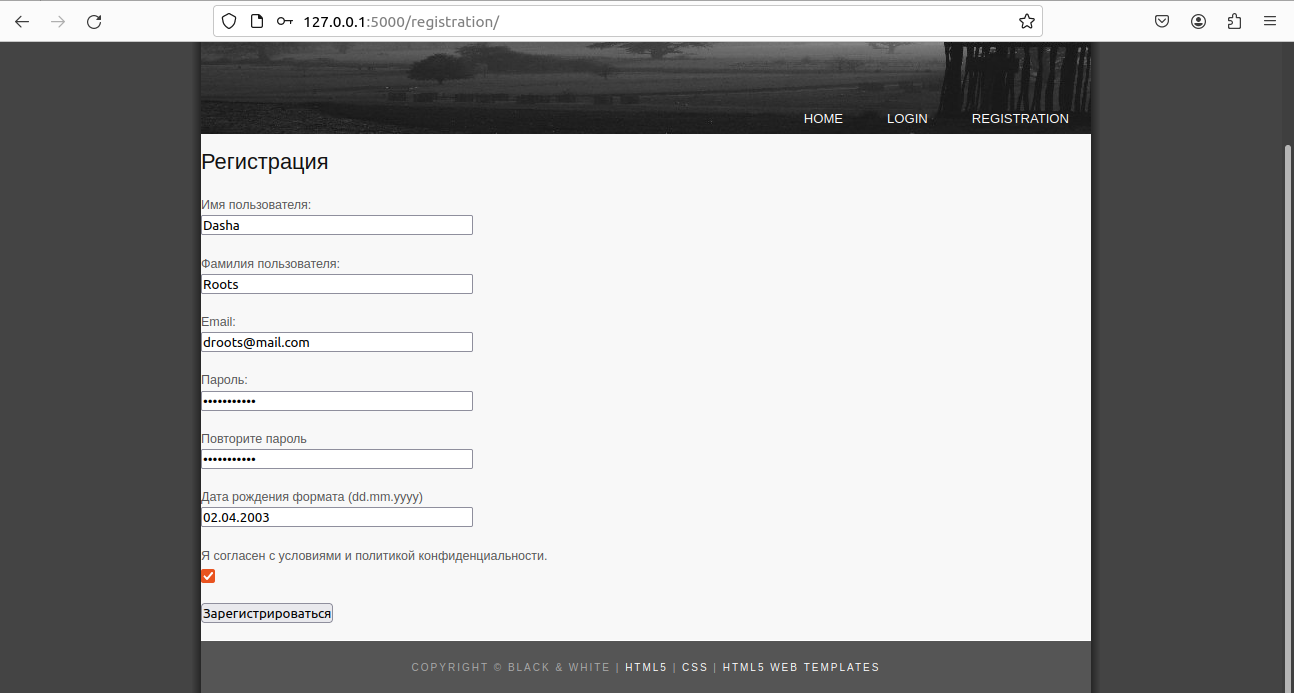 127.0.0.1:5000/registration/
HOME LOGIN REGISTRATION
Регистрация
Имя пользователя:
Dasha
Фамилия пользователя:
Roots
Email:
droots@mail.com
Пароль:
•••••••••••
Повторите пароль
•••••••••••
Дата рождения формата (dd.mm.yyyy)
02.04.2003
Я согласен с условиями и политикой конфиденциальности.
Зарегистрироваться
COPYRIGHT © BLACK & WHITE | HTML5 | CSS | HTML5 WEB TEMPLATES